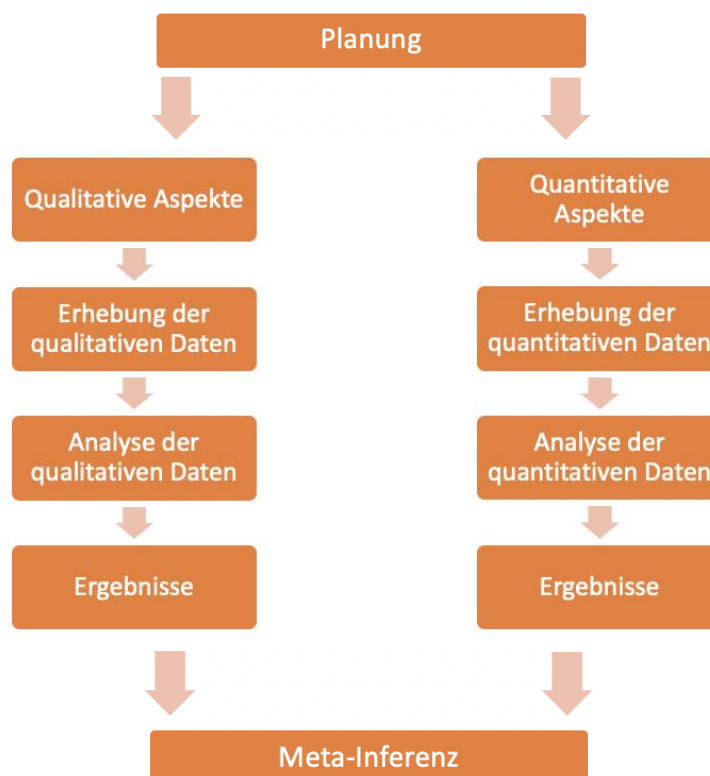 Planung
Qualitative Aspekte
Quantitative
Aspekte
Erhebung der
qualitativen Daten
Erhebung der
quantitativen Daten
Analyse der
qualitativen Daten
Analyse der
quantitativen Daten
Ergebnisse
Ergebnisse
Meta-Inferenz